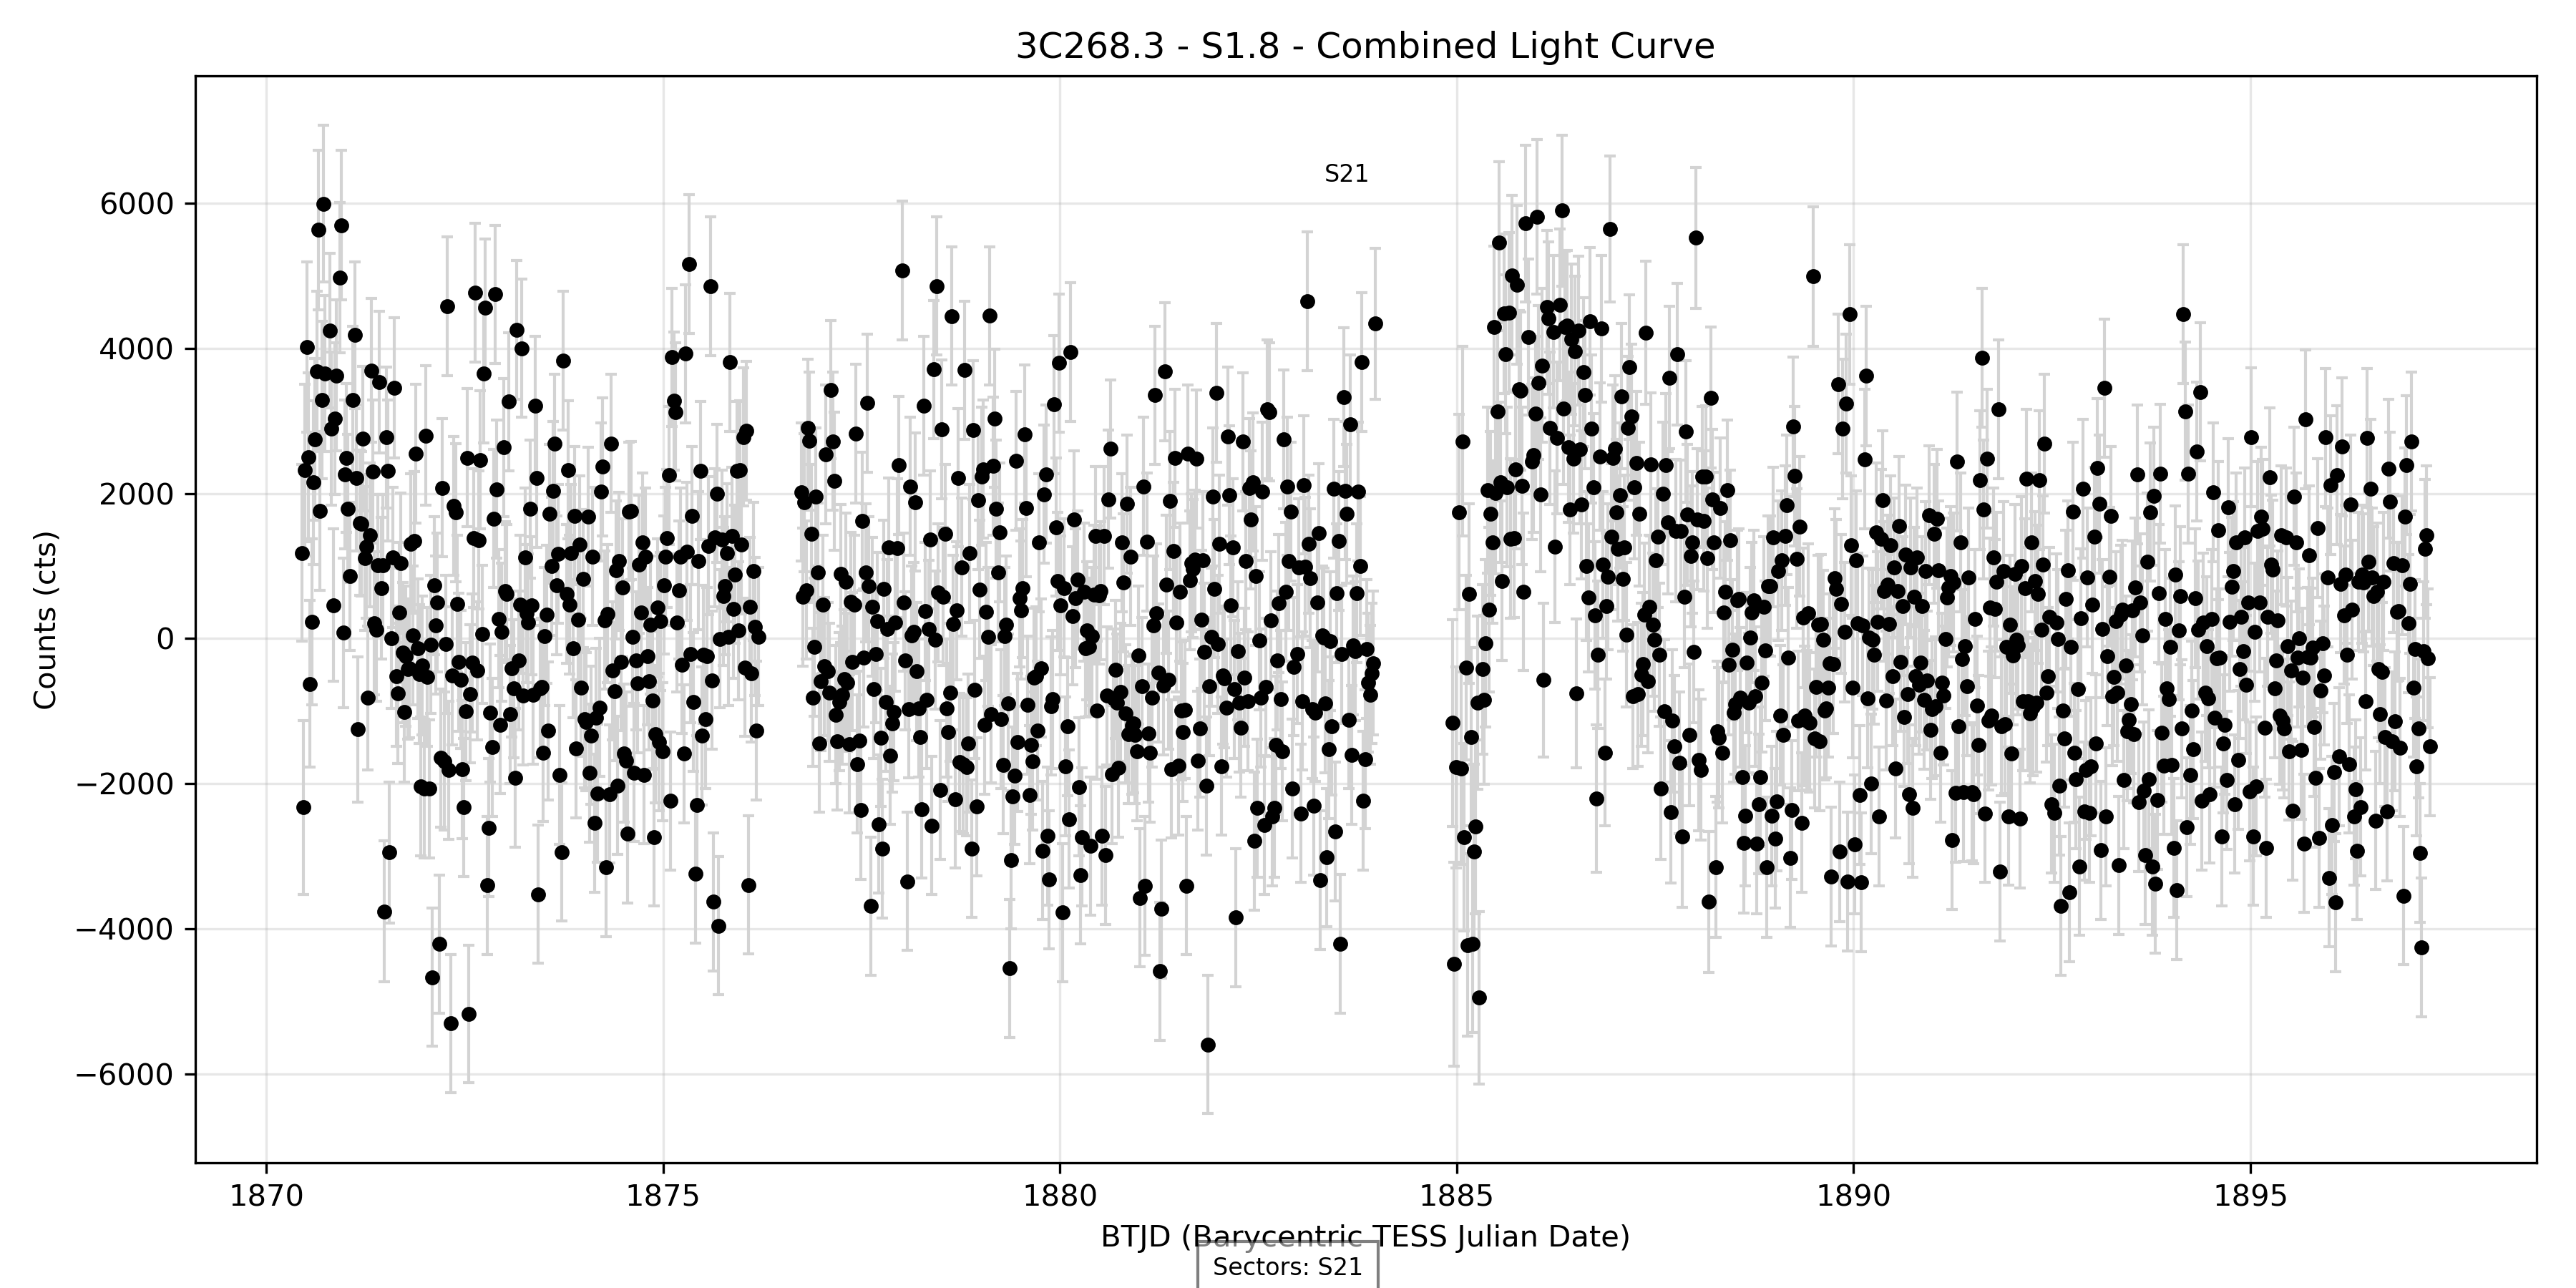 3C268.3 - S1.8 - Combined Light Curve
S21
Counts (cts)
6000
4000
2000
0
−2000
−4000
−6000
1870 1875 1880 1885 1890 1895
BTJD (Barycentric TESS Julian Date)
Sectors: S21